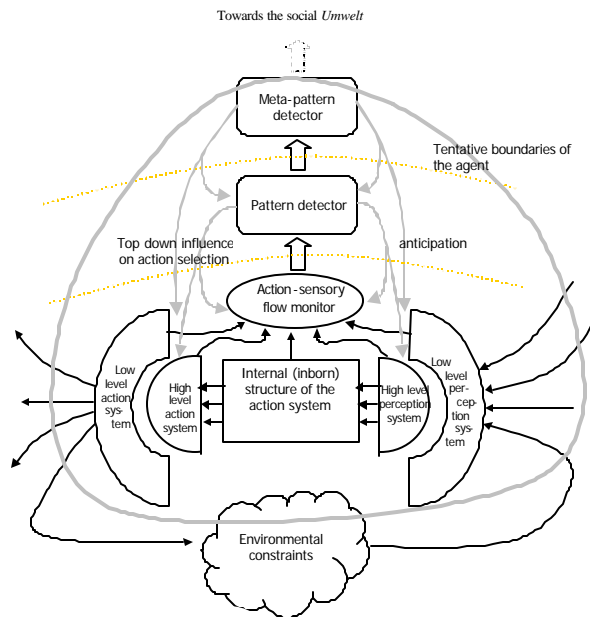 Towards the social Umwelt
Meta-pattern
detector
Tentative boundaries of
the agent
Pattern detector
Top down influence
on action selection
anticipation
Action-sensory
flow monitor
Low
level
action
sys-
tem
High
level
action
system
Internal (inborn)
structure of the
action system
High level
perception
system
Low
level
per-
cep-
tion
sys-
tem
Environmental
constraints